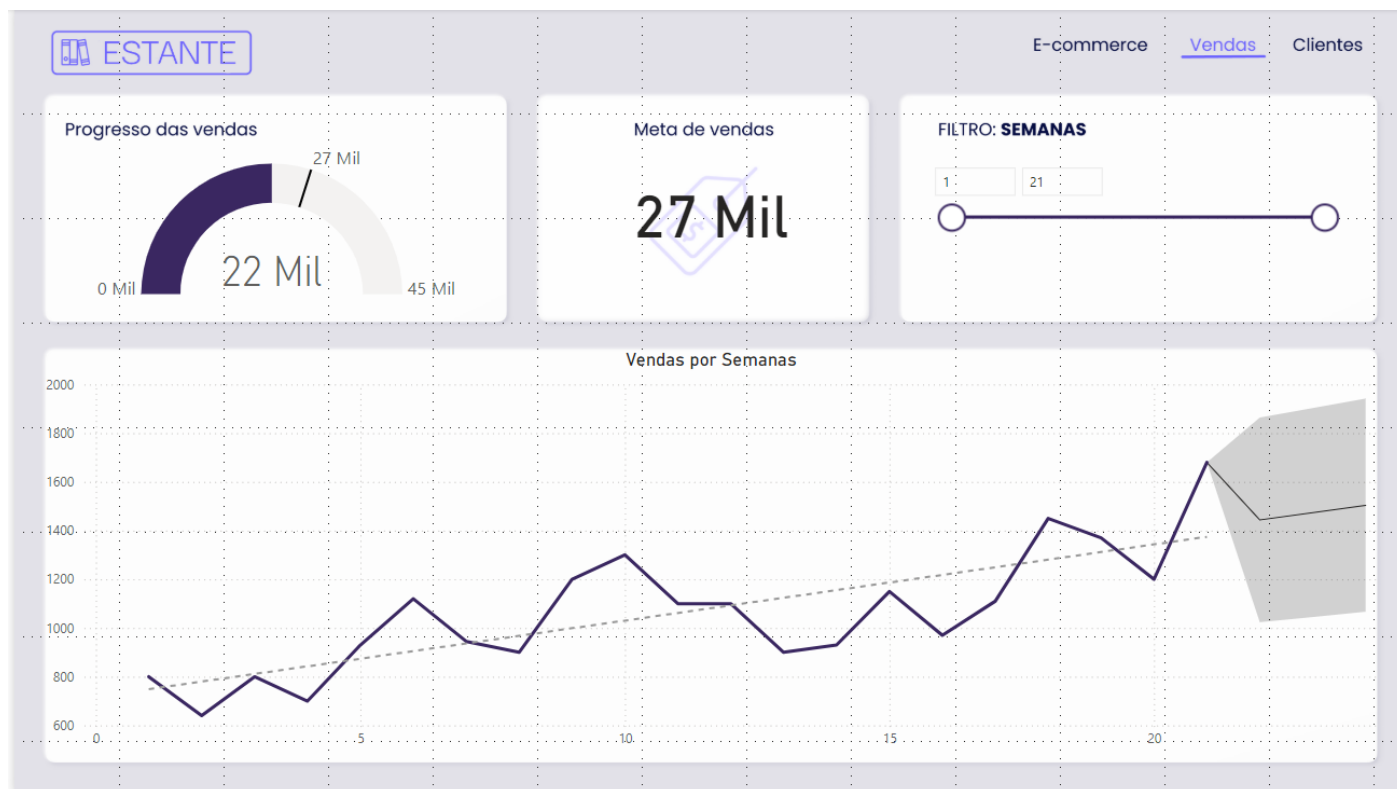 ESTANTE
E-commerce Vendas Clientes
Progresso das vendas
27 Mil
22 Mil
0 Mil
45 Mil
Meta de vendas
27 Mil
FILTRO: SEMANAS
1 21
Vendas por Semanas
2000
1800
1600
1400
1200
1000
800
600
0 5 10 15 20